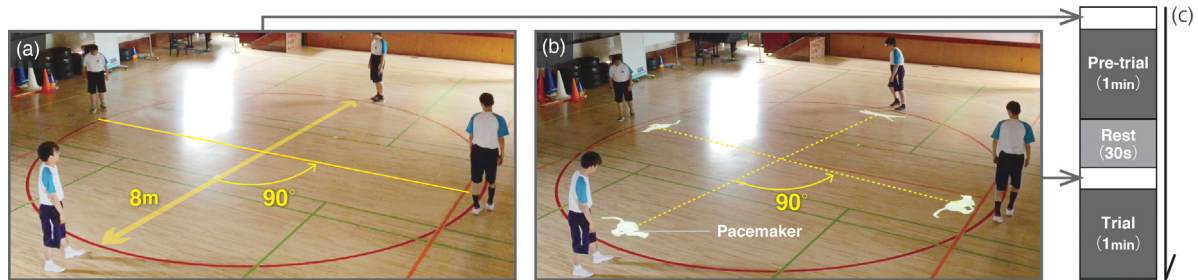 (a)
8m
90°
(b)
90°
Pacemaker
(c)
Pre-trial
(1min)
Rest
(30s)
Trial
(1min)